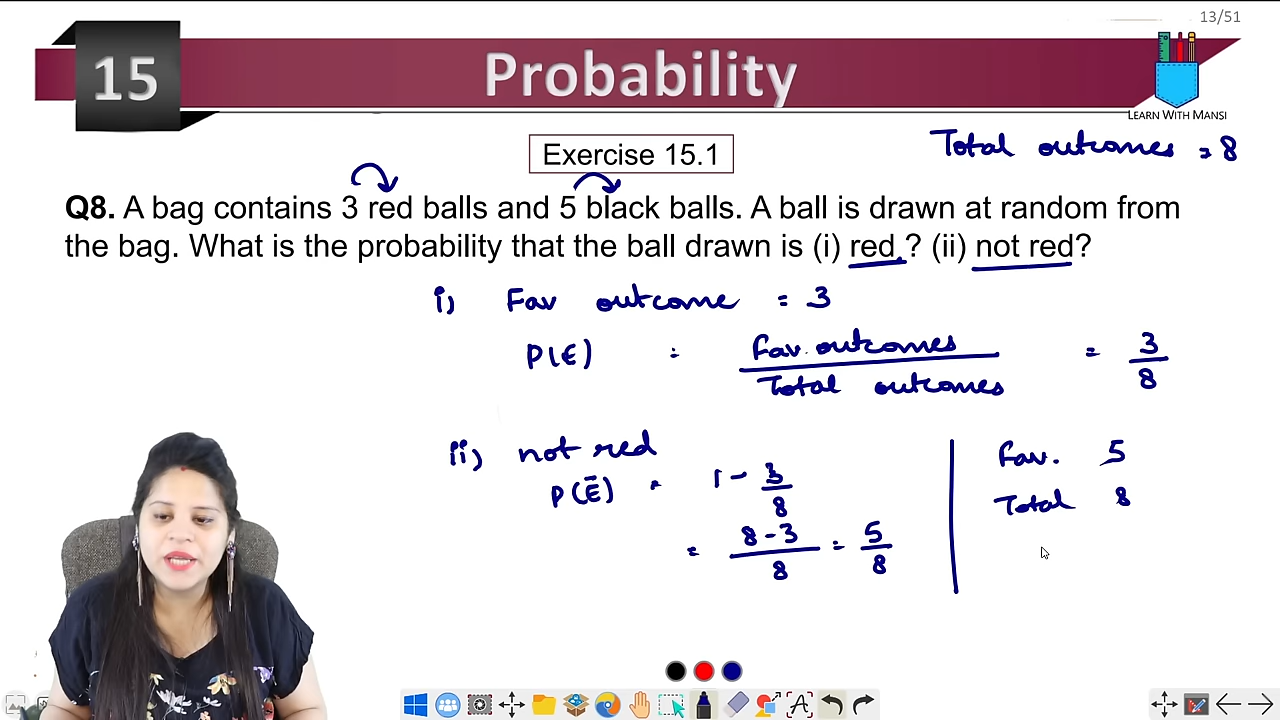 13/51
15
Probability
LEARN WITH MANSI
Exercise 15.1
Total outcomes = 8
Q8. A bag contains 3 red balls and 5 black balls. A ball is drawn at random from
the bag. What is the probability that the ball drawn is (i) red ? (ii) not red?
i) Fav outcome = 3
P(E) = Fav. outcomes / Total outcomes = 3/8
ii) not red
P(Ē) = 1 - 3/8
= 8-3/8 = 5/8
Fav. 5
Total 8